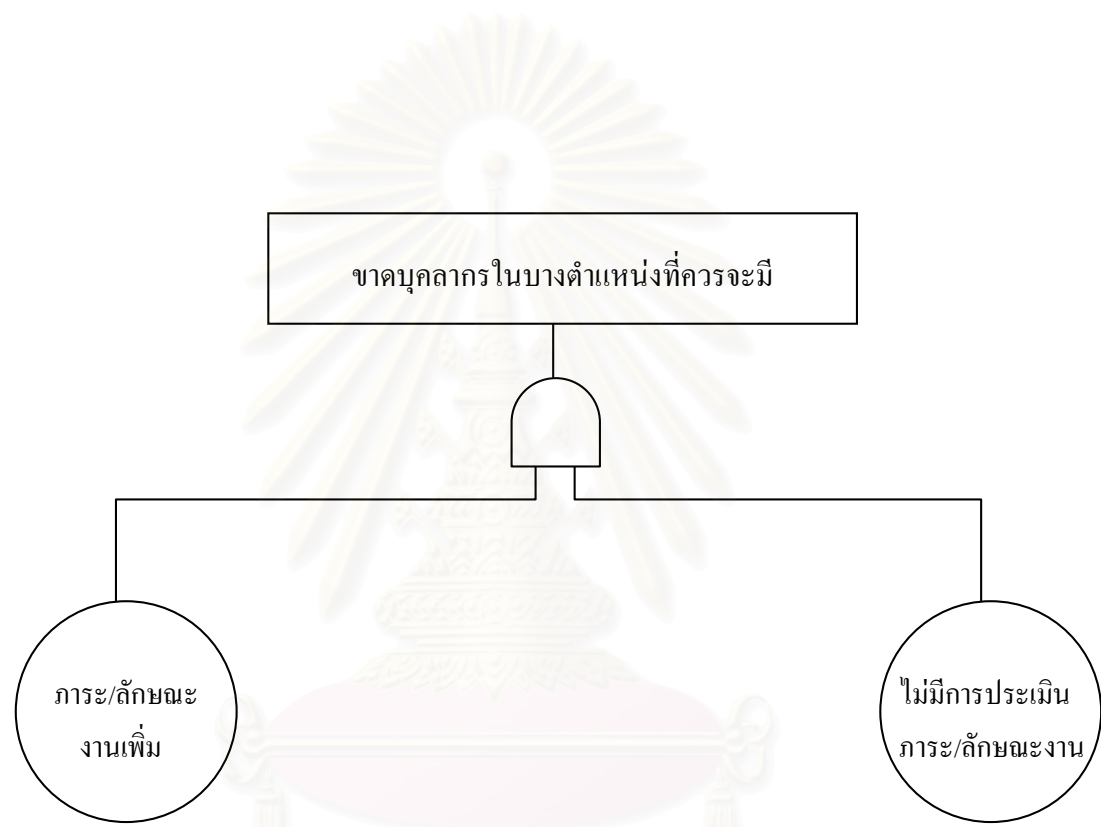 ขาดบุคลากรในบางตำแหน่งที่ควรจะมี
ภาระ/ลักษณะ
งานเพิ่ม
ไม่มีการประเมิน
ภาระ/ลักษณะงาน